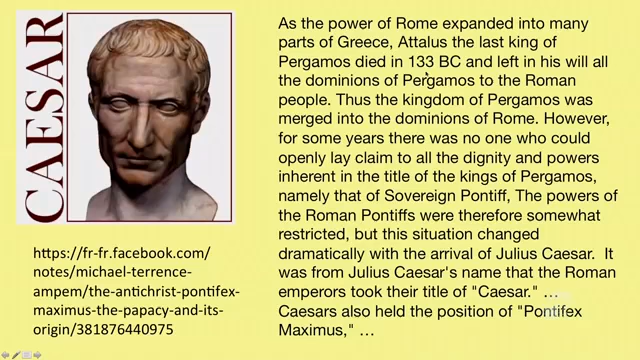 CAESAR
As the power of Rome expanded into many
parts of Greece, Attalus the last king of
Pergamos died in 133 BC and left in his will all
the dominions of Pergamos to the Roman
people. Thus the kingdom of Pergamos was
merged into the dominions of Rome. However,
for some years there was no one who could
openly lay claim to all the dignity and powers
inherent in the title of the kings of Pergamos,
namely that of Sovereign Pontiff, The powers of
the Roman Pontiffs were therefore somewhat
restricted, but this situation changed
dramatically with the arrival of Julius Caesar. It
was from Julius Caesar's name that the Roman
emperors took their title of "Caesar." …
Caesars also held the position of "Pontifex
Maximus," …
https://fr-fr.facebook.com/
notes/michael-terrence-
ampem/the-antichrist-pontifex-
maximus-the-papacy-and-its-
origin/381876440975